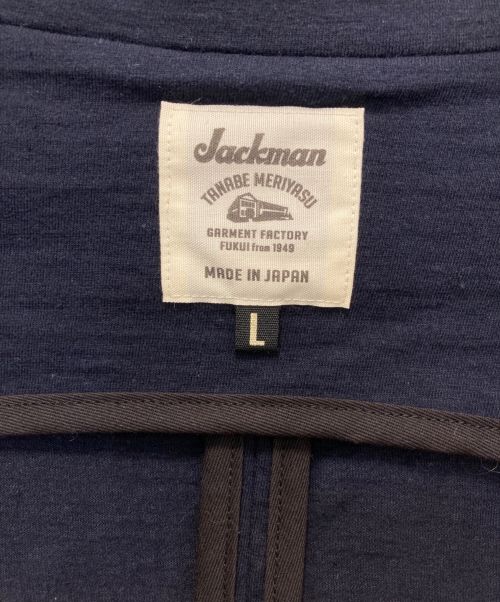 Jackman
TANABE MERIYASU
GARMENT FACTORY
FUKUI from 1949
MADE IN JAPAN
L